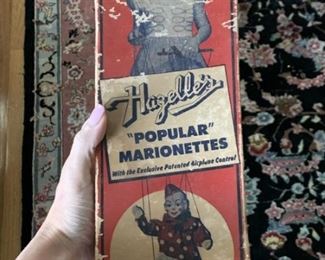 Hazelle's
"POPULAR"
MARIONETTES
With the Exclusive Patented Airplane Control